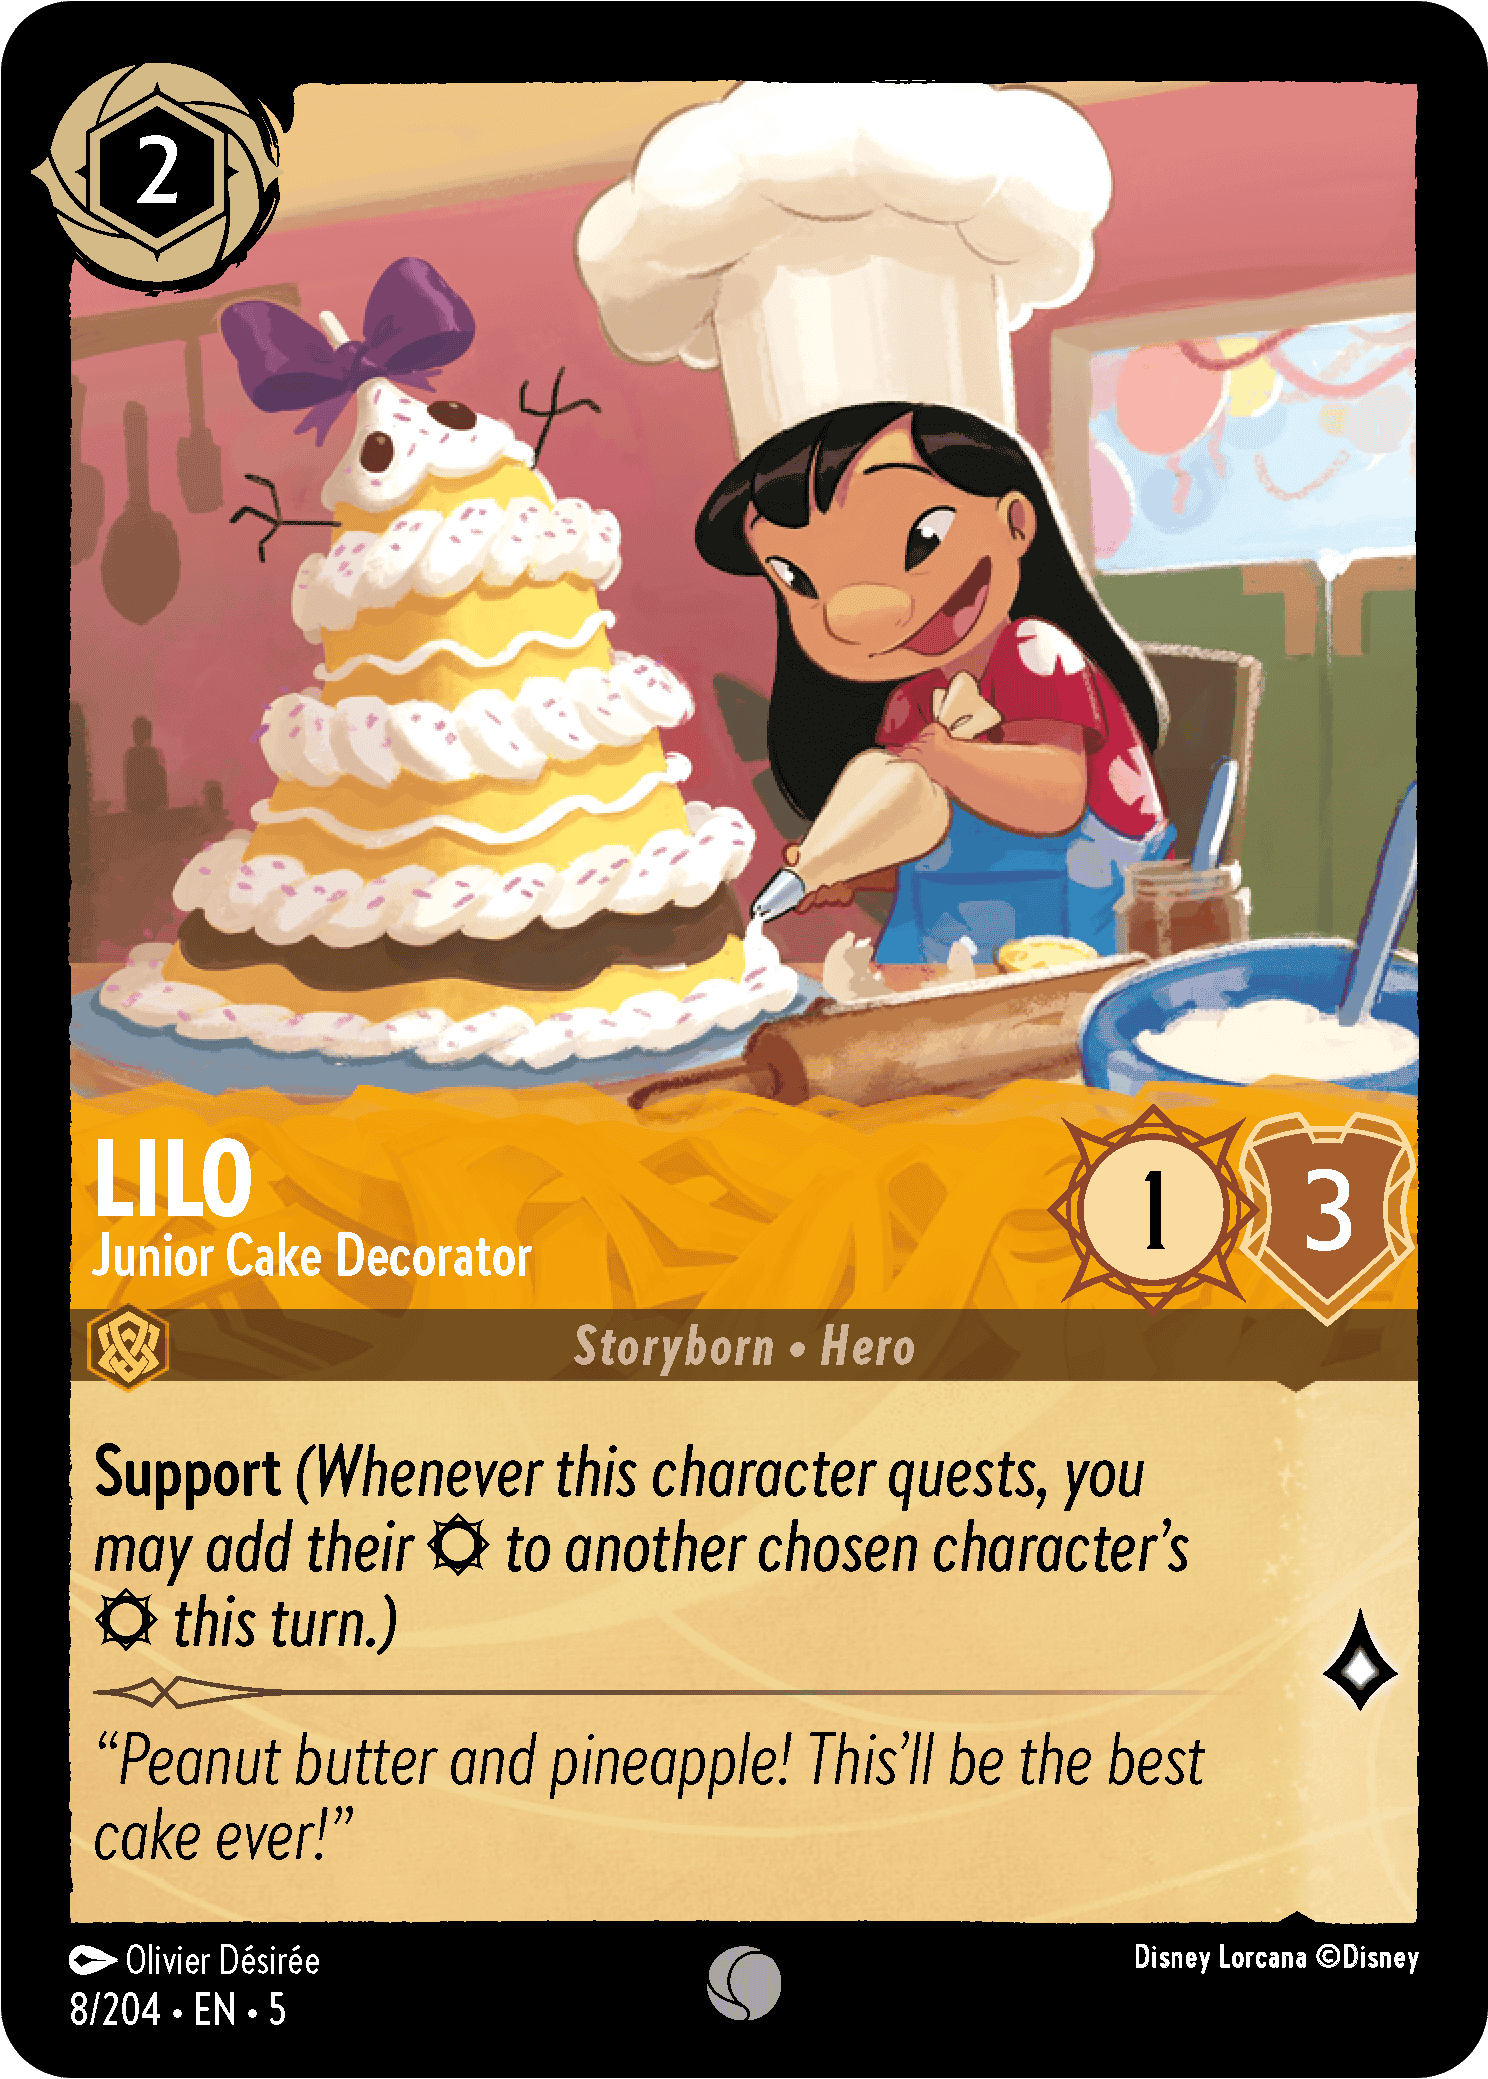 2
LILO
Junior Cake Decorator
1
3
Storyborn • Hero
Support (Whenever this character quests, you
may add their to another chosen character’s
this turn.)
“Peanut butter and pineapple! This’ll be the best
cake ever!”
Olivier Désirée
Disney Lorcana ©Disney
8/204 • EN • 5